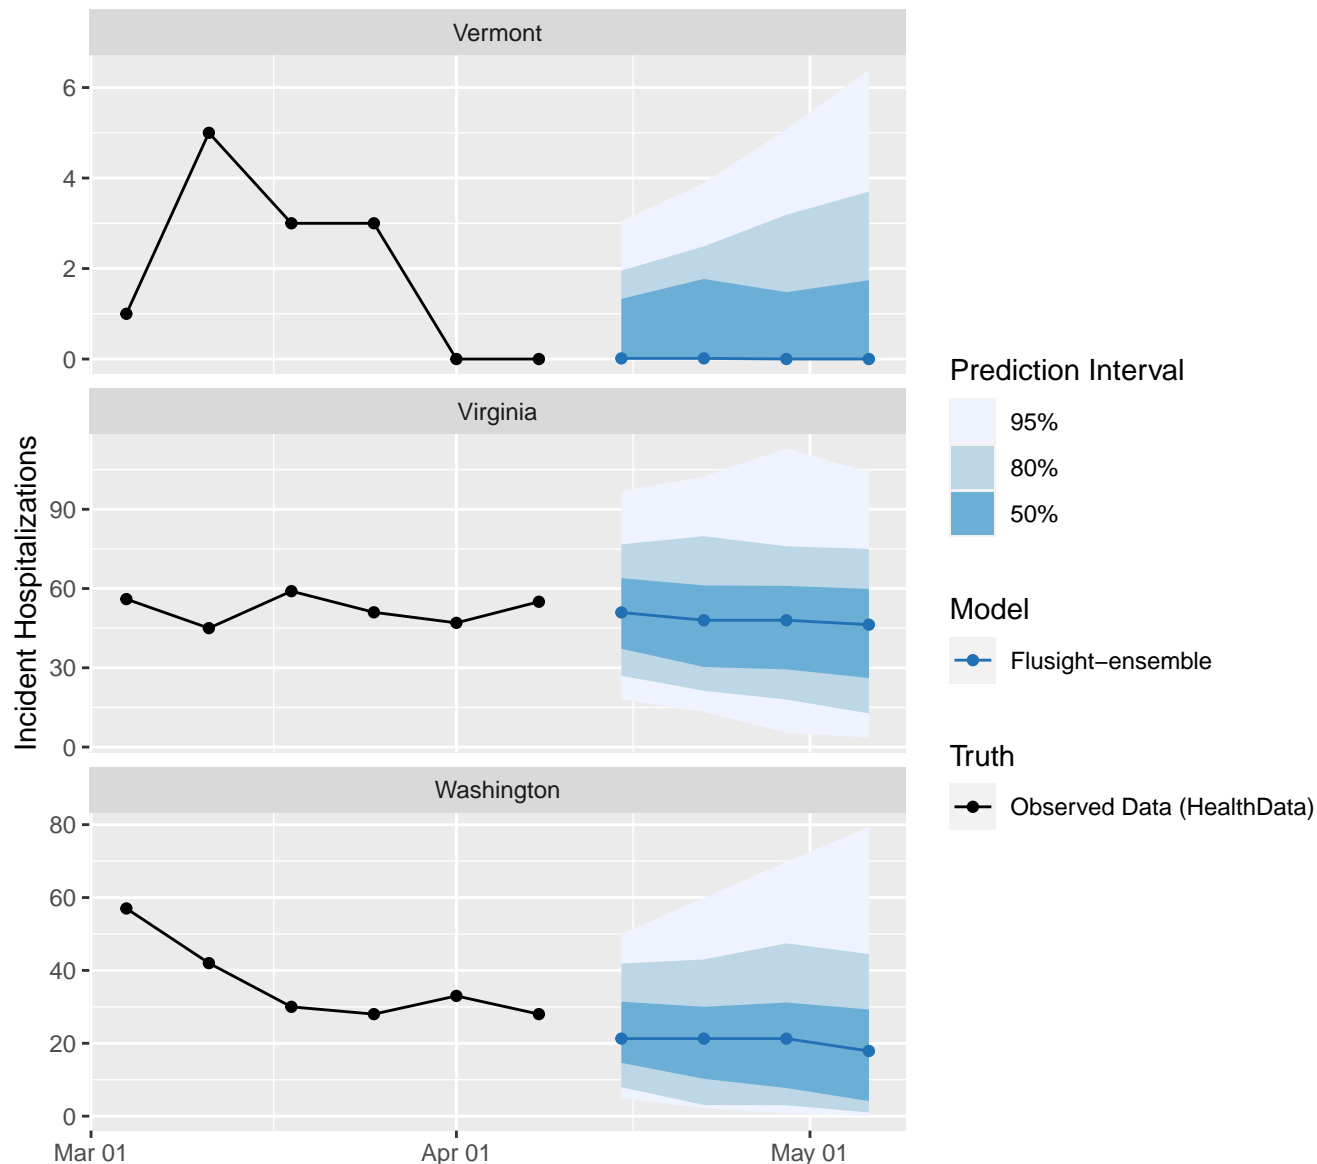 Vermont
6
4
2
0
Virginia
90
60
30
0
Washington
80
60
40
20
0
Mar 01
Apr 01
May 01
Incident Hospitalizations
Prediction Interval
95%
80%
50%
Model
Flusight−ensemble
Truth
Observed Data (HealthData)